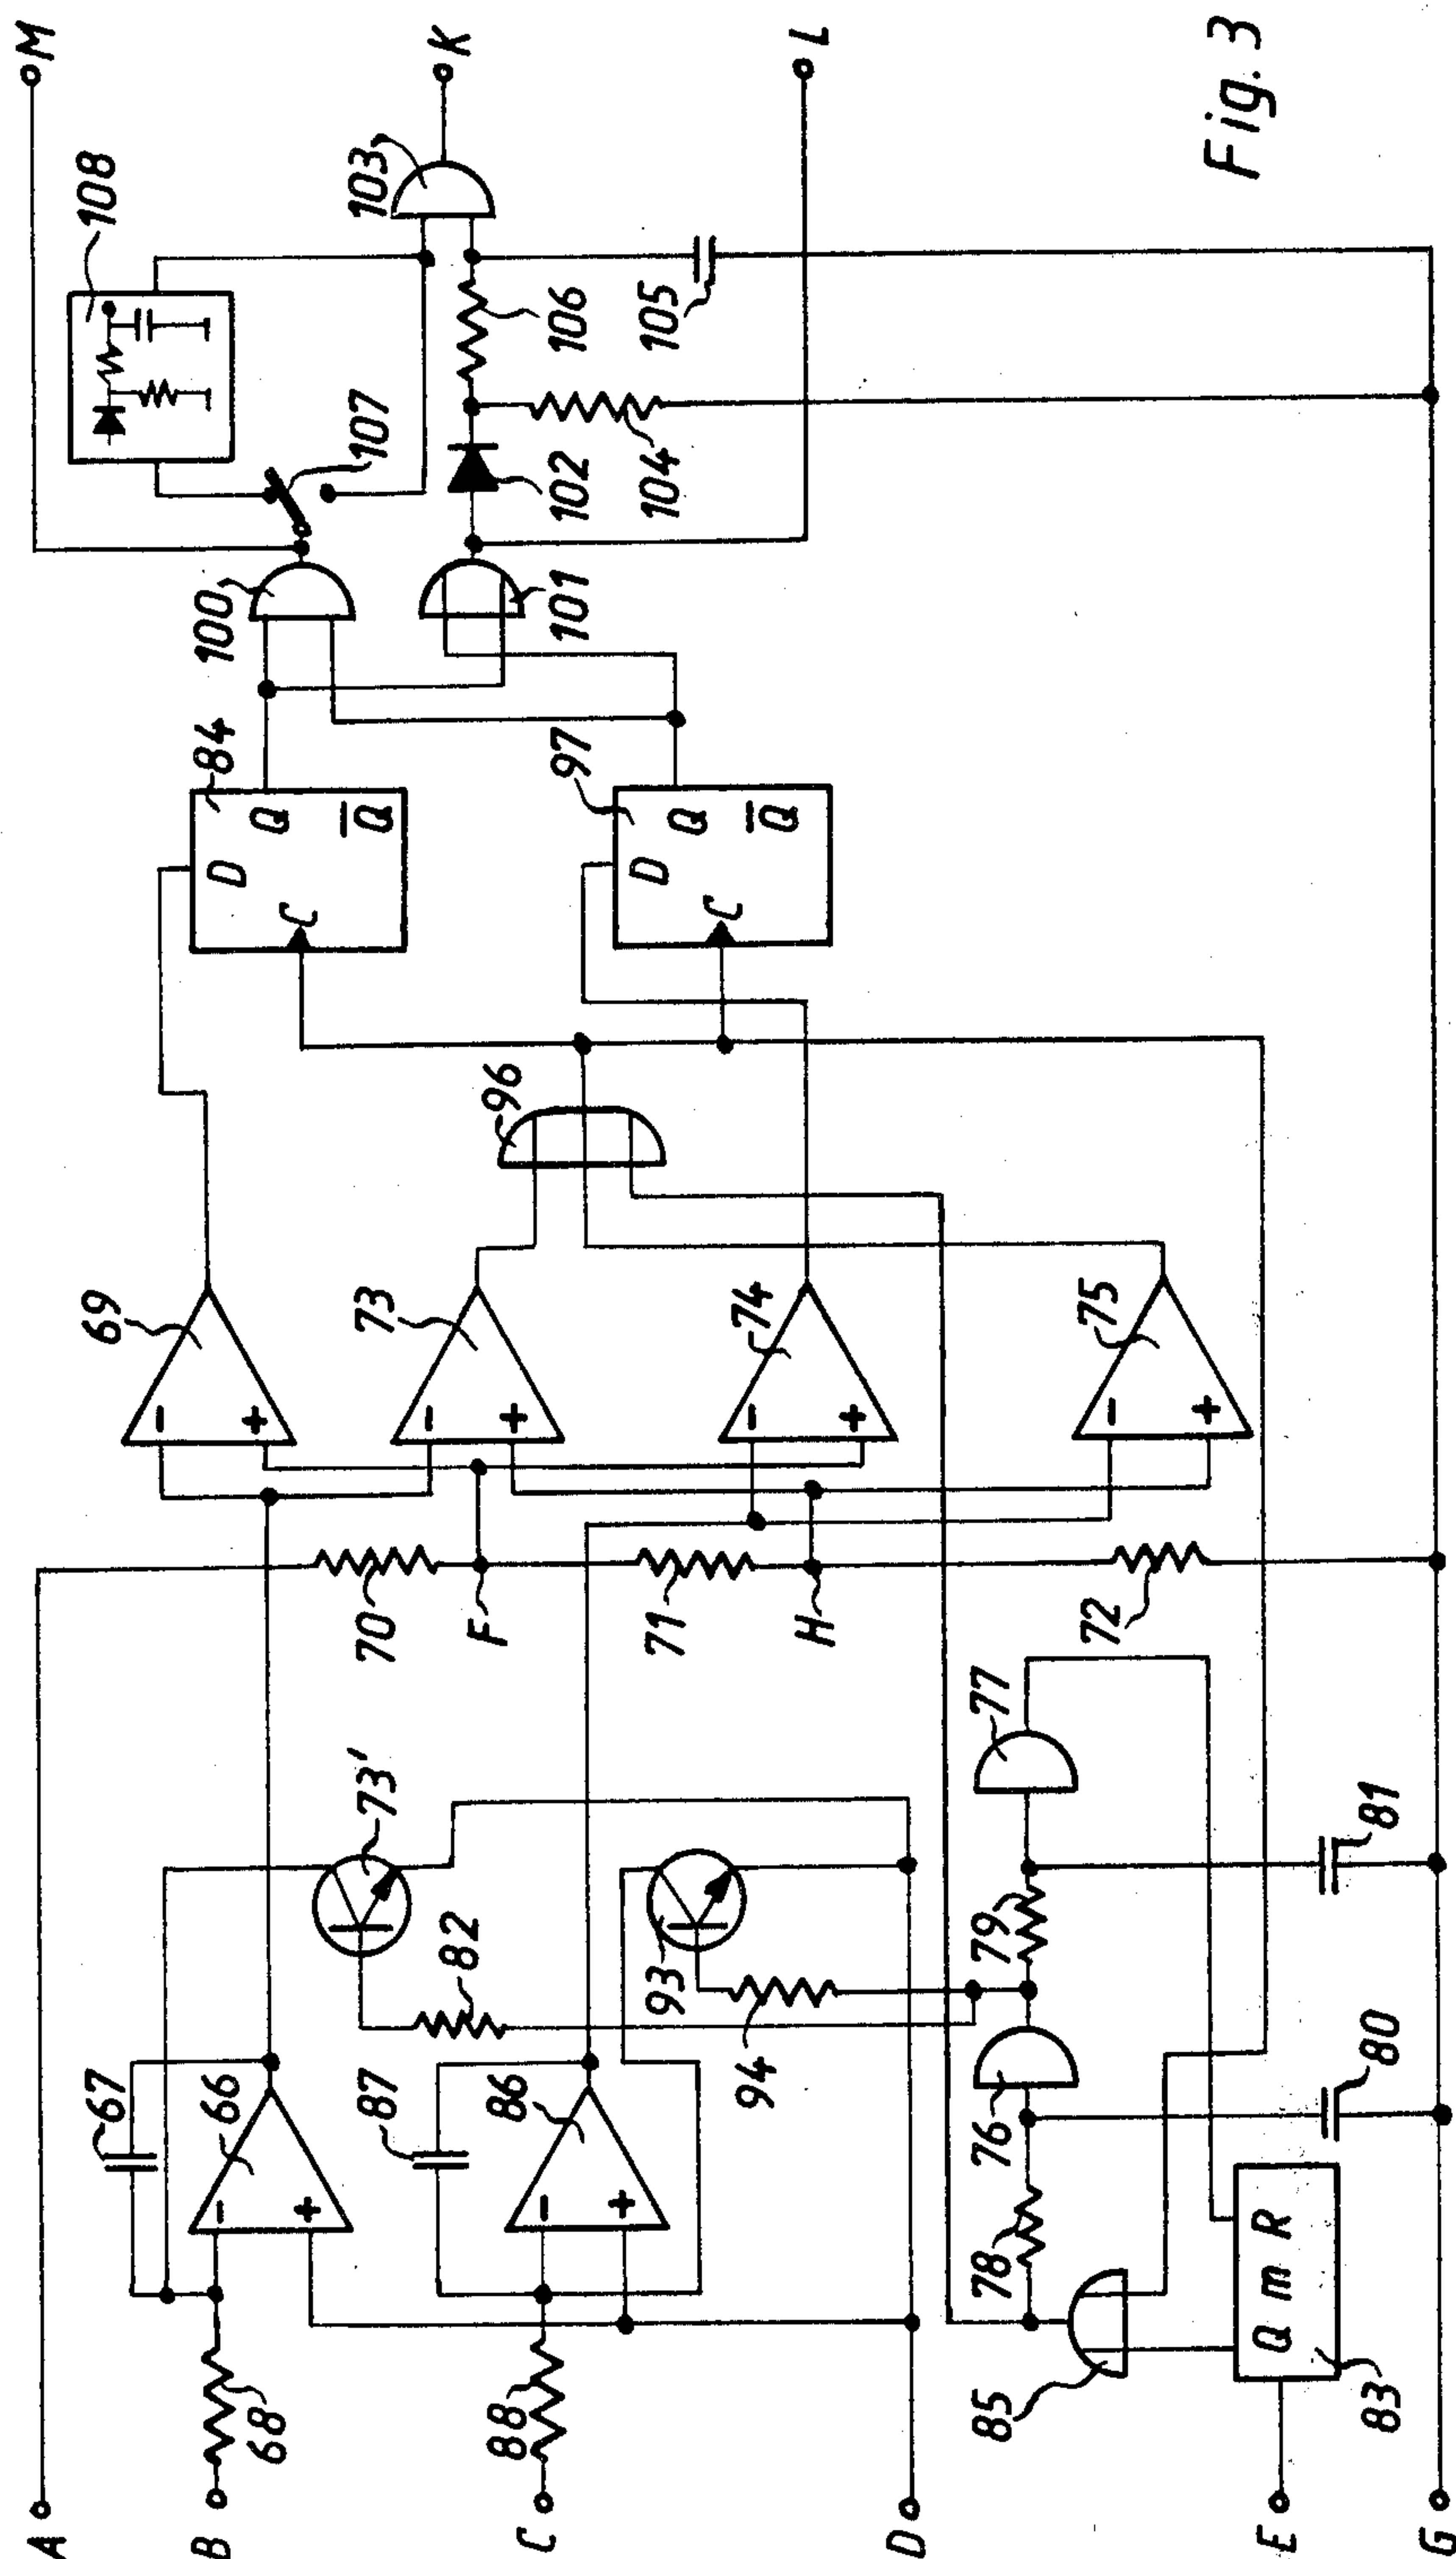 A
B
C
D
E
G
68
88
67
66
87
86
- +
- +
85
83
Q m R
78
76
80
94
93
82
73'
79
77
81
70
F
71
H
72
69
- +
73
- +
74
- +
75
- +
96
84
D
C
Q
Q̅
97
D
C
Q
Q̅
100
101
107
102
104
106
105
108
103
M
K
L
Fig. 3